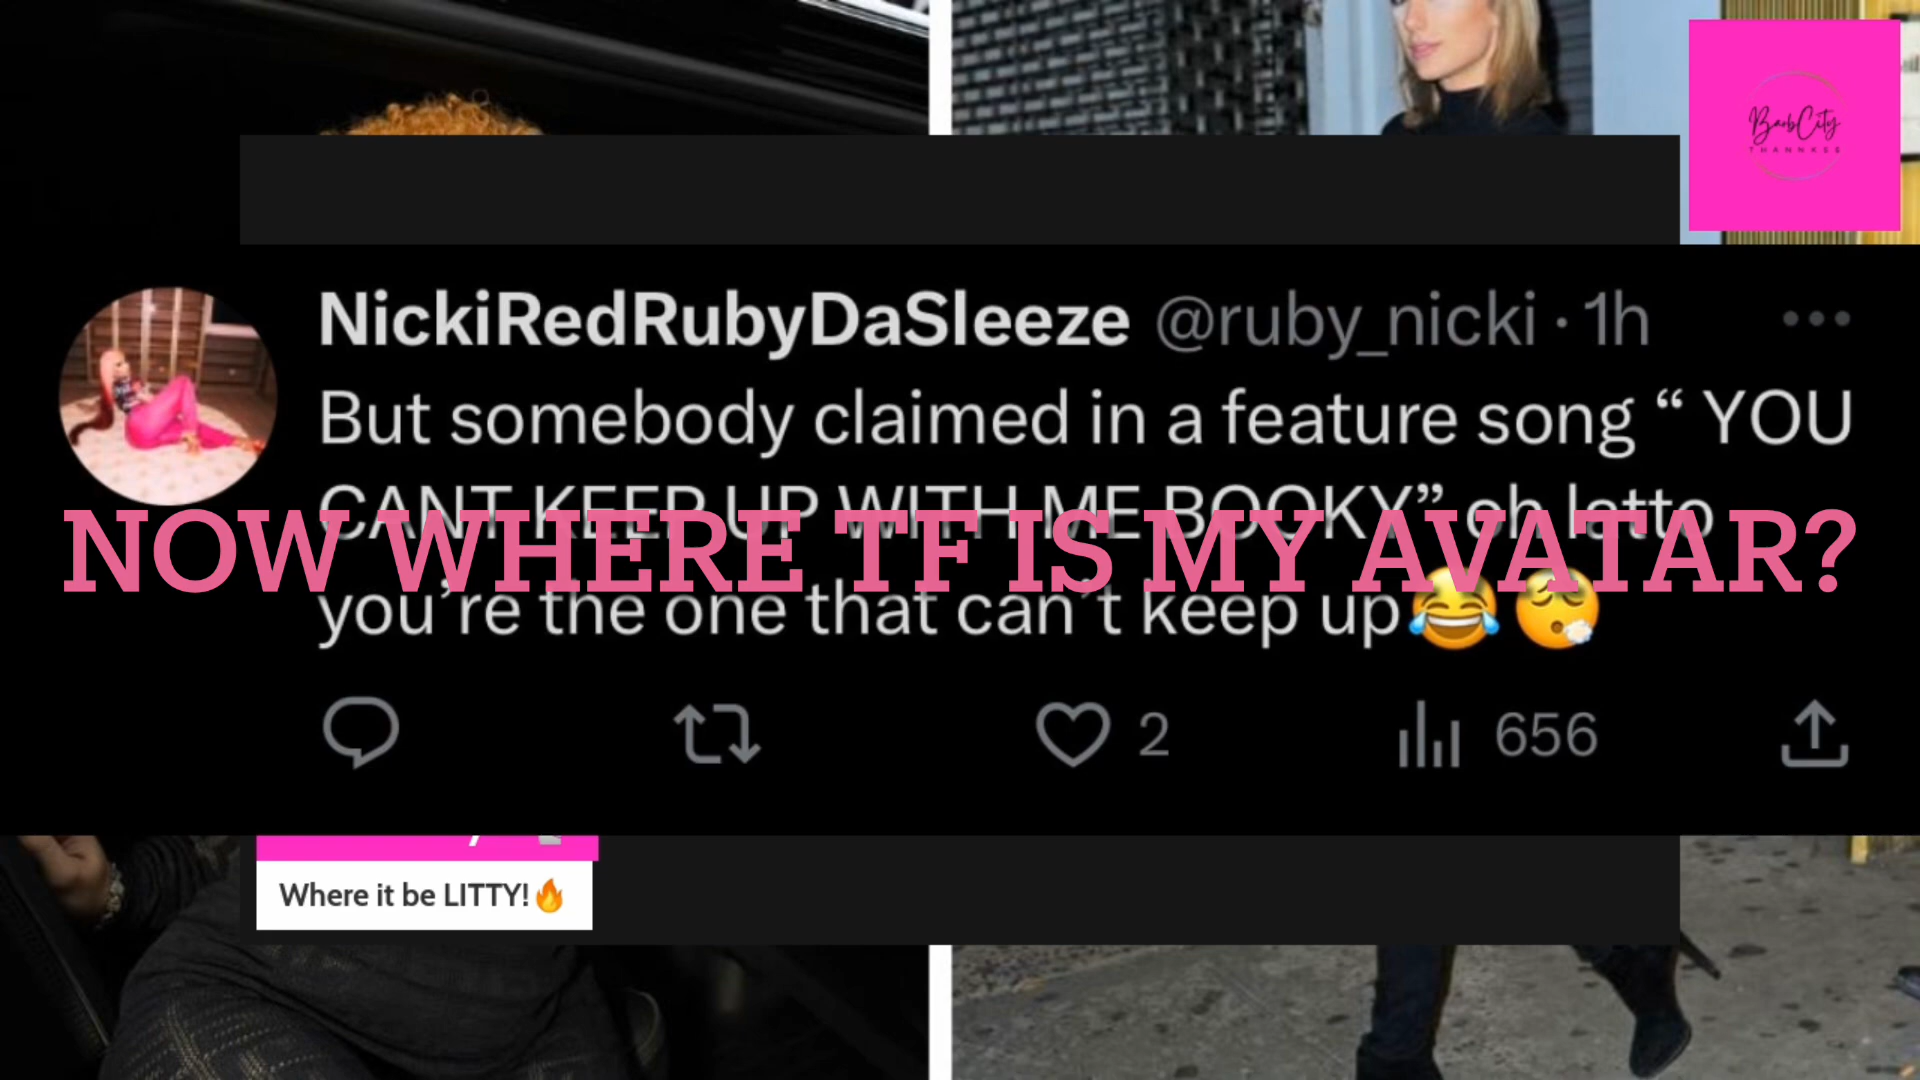 BarbCity
THANNKSS
NickiRedRubyDaSleeze @ruby_nicki · 1h
But somebody claimed in a feature song “ YOU
CANT KEEP UP WITH ME BOOKY” oh latto
NOW WHERE TF IS MY AVATAR?
you’re the one that can’t keep up😂😮‍💨
2 656
Where it be LITTY!🔥